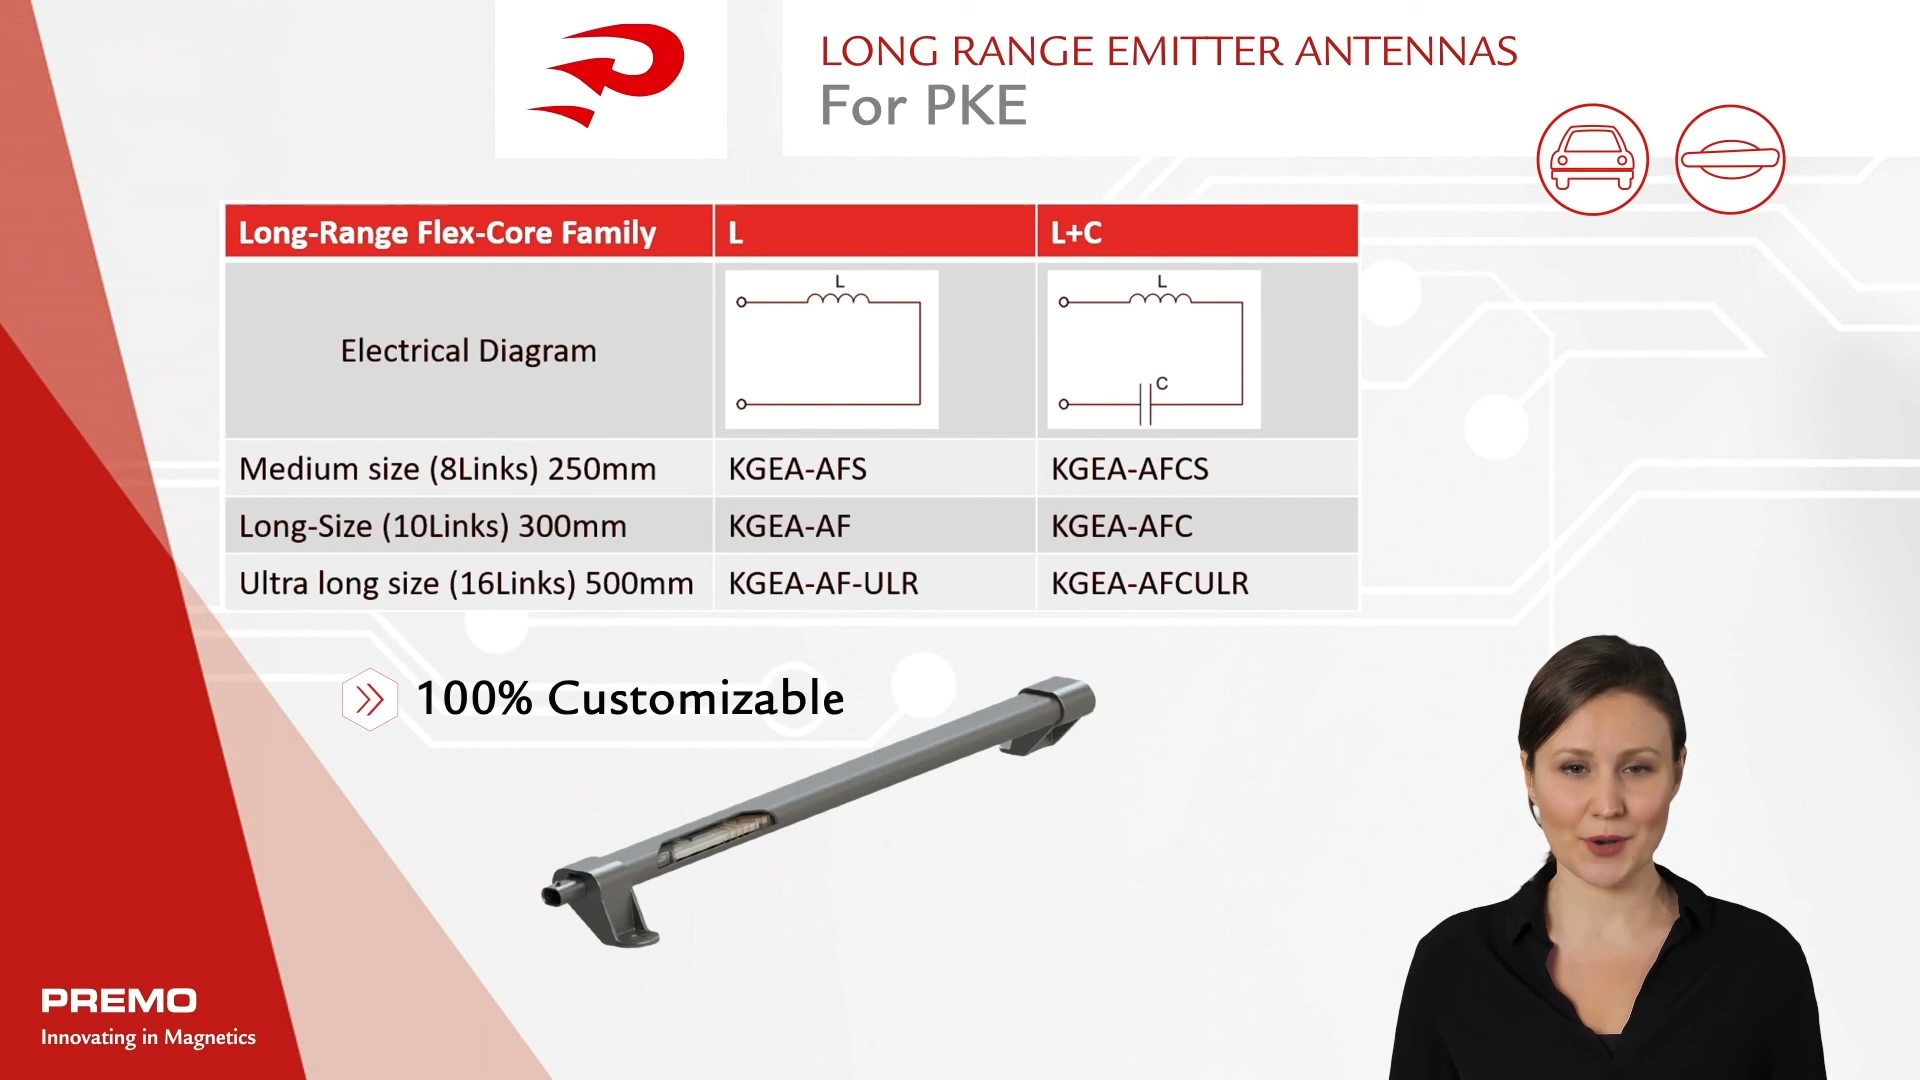 LONG RANGE EMITTER ANTENNAS
For PKE
Long-Range Flex-Core Family L L+C
Electrical Diagram
L
L
C
Medium size (8Links) 250mm KGEA-AFS KGEA-AFCS
Long-Size (10Links) 300mm KGEA-AF KGEA-AFC
Ultra long size (16Links) 500mm KGEA-AF-ULR KGEA-AFCULR
100% Customizable
PREMO
Innovating in Magnetics